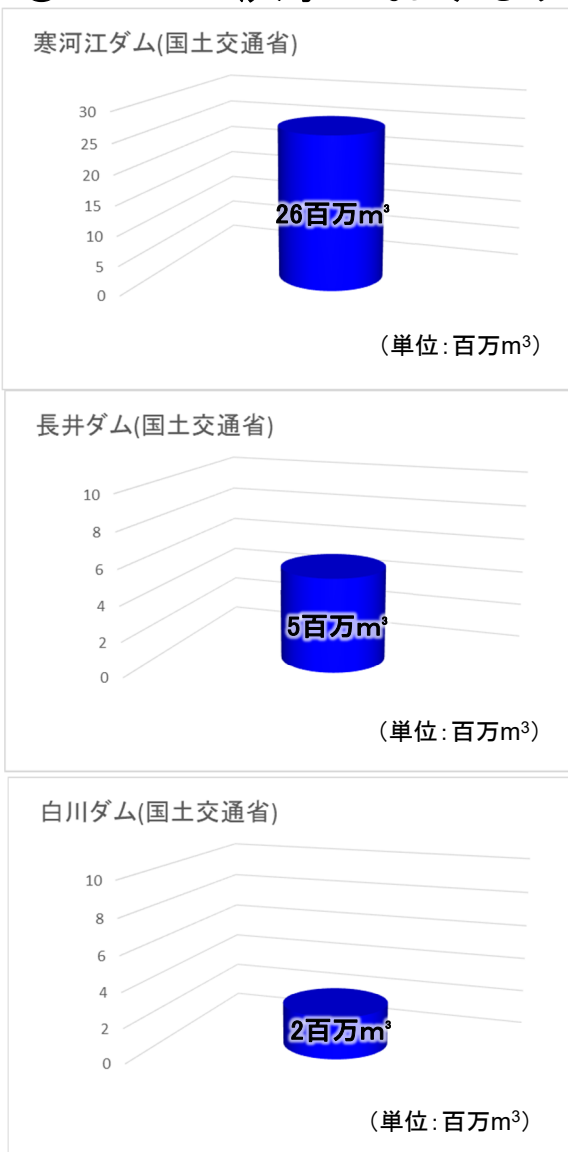 寒河江ダム(国土交通省)
30
25
20
15
10
5
0
26百万m³
（単位：百万m³）
長井ダム(国土交通省)
10
8
6
4
2
0
5百万m³
（単位：百万m³）
白川ダム(国土交通省)
10
8
6
4
2
0
2百万m³
（単位：百万m³）